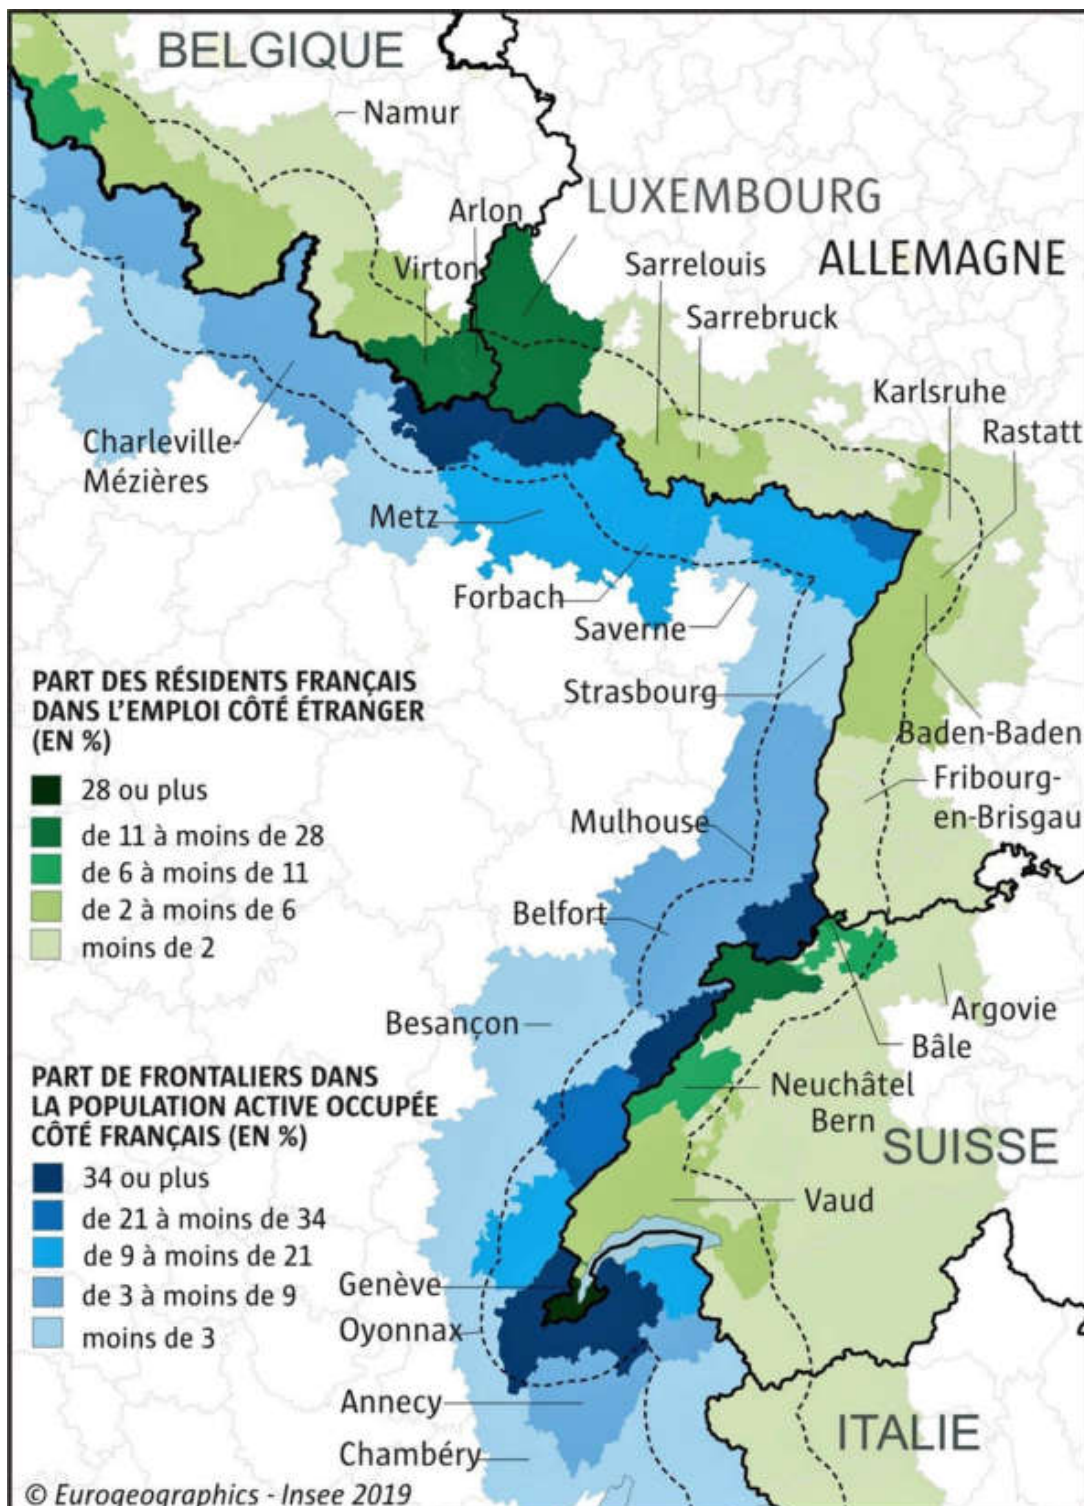 BELGIQUE
Namur
LUXEMBOURG
Arlon
ALLEMAGNE
Virton
Sarrelouis
Sarrebruck
Karlsruhe
Rastatt
Charleville-
Mézières
Metz
Forbach
Saverne
Strasbourg
Baden-Baden
Fribourg-
en-Brisgau
Mulhouse
Belfort
Besançon
Argovie
Bâle
Neuchâtel
Bern
SUISSE
Vaud
Genève
Oyonnax
Annecy
Chambéry
ITALIE
PART DES RÉSIDENTS FRANÇAIS
DANS L'EMPLOI CÔTÉ ÉTRANGER
(EN %)
28 ou plus
de 11 à moins de 28
de 6 à moins de 11
de 2 à moins de 6
moins de 2
PART DE FRONTALIERS DANS
LA POPULATION ACTIVE OCCUPÉE
CÔTÉ FRANÇAIS (EN %)
34 ou plus
de 21 à moins de 34
de 9 à moins de 21
de 3 à moins de 9
moins de 3
© Eurogeographics - Insee 2019